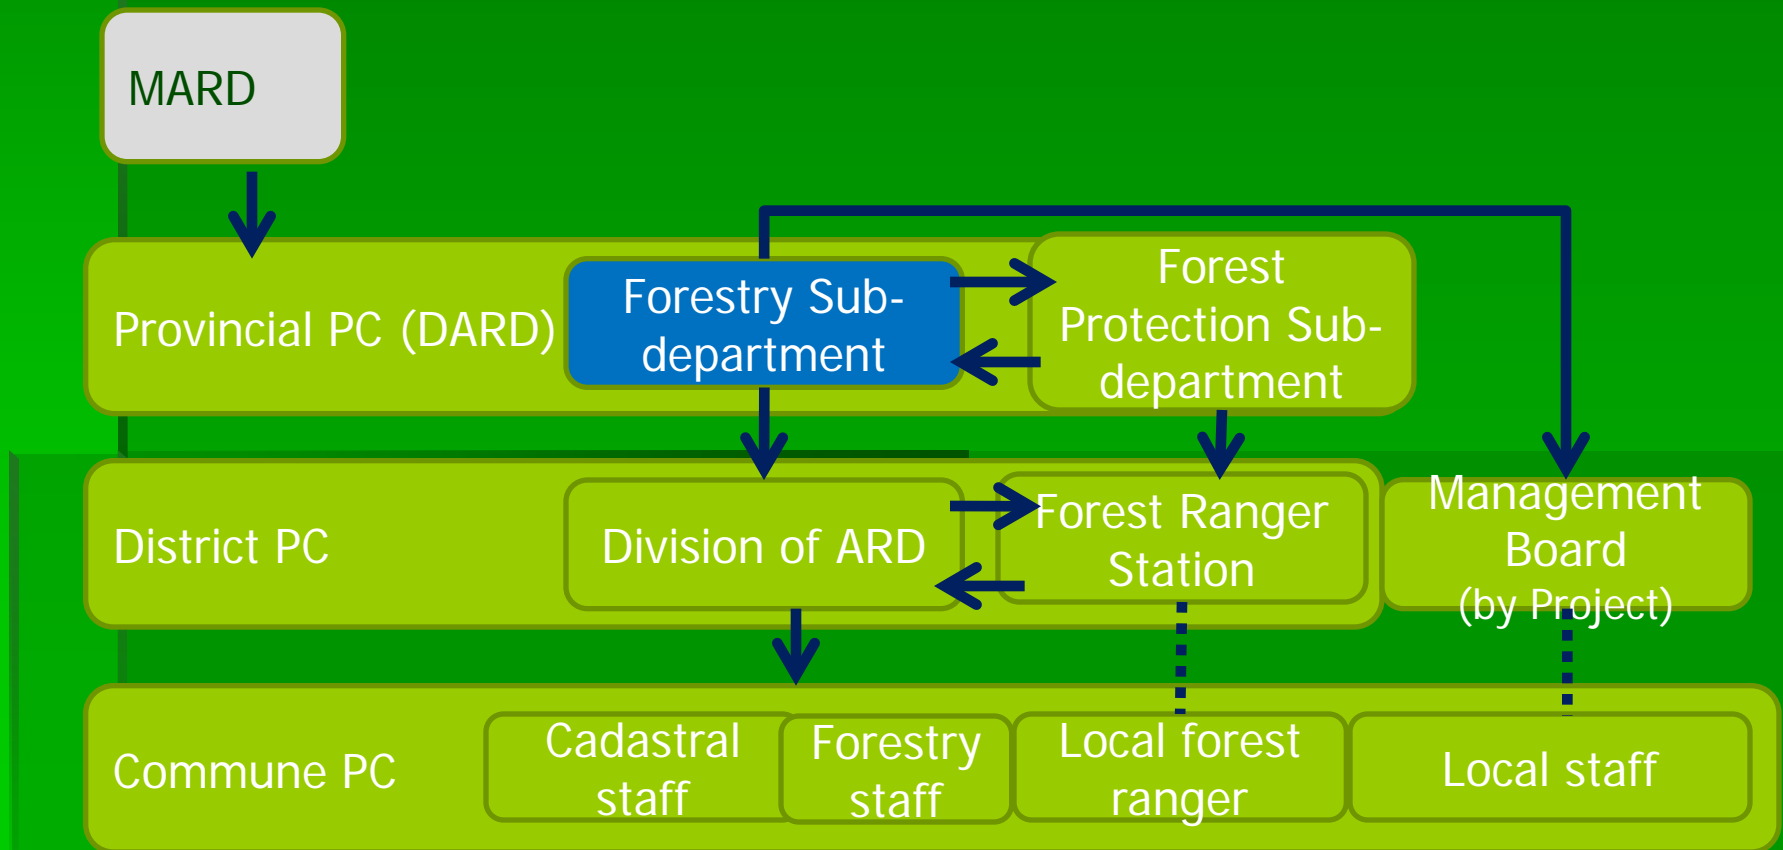 MARD
Provincial PC (DARD)
Forestry Sub-
department
Forest
Protection Sub-
department
District PC
Division of ARD
Forest Ranger
Station
Management
Board
(by Project)
Commune PC
Cadastral
staff
Forestry
staff
Local forest
ranger
Local staff